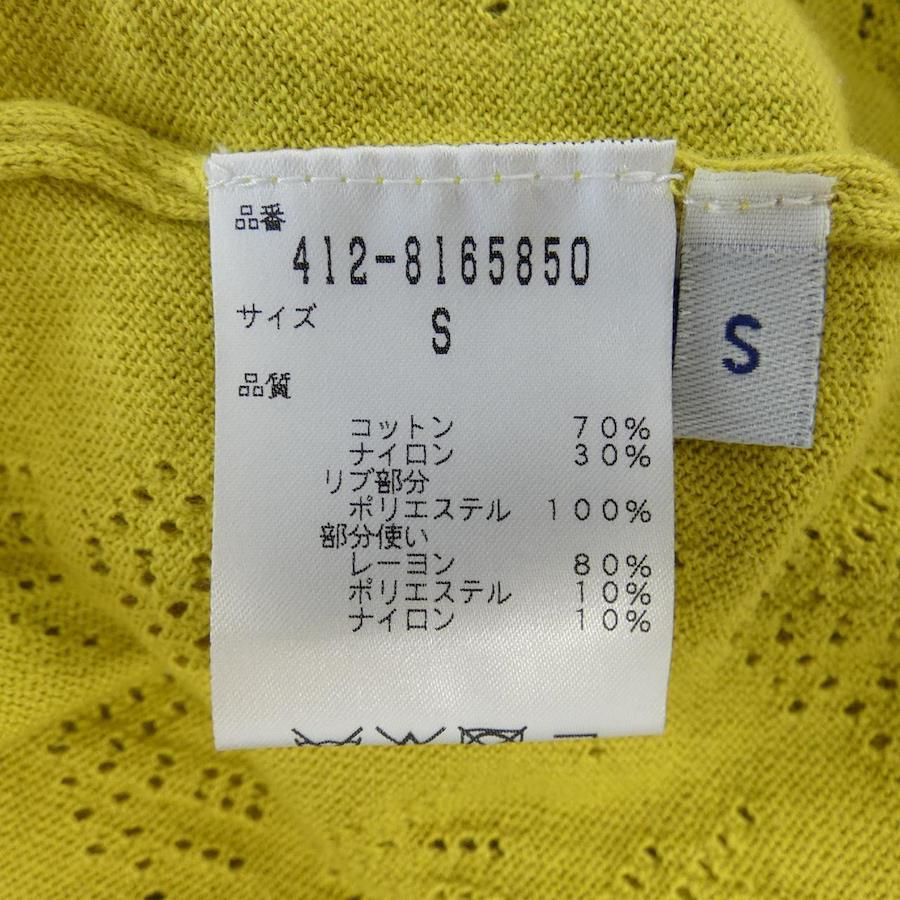 品番
412-8165850
サイズ S
品質
コットン 70%
ナイロン 30%
リブ部分
ポリエステル 100%
部分使い
レーヨン 80%
ポリエステル 10%
ナイロン 10%
S